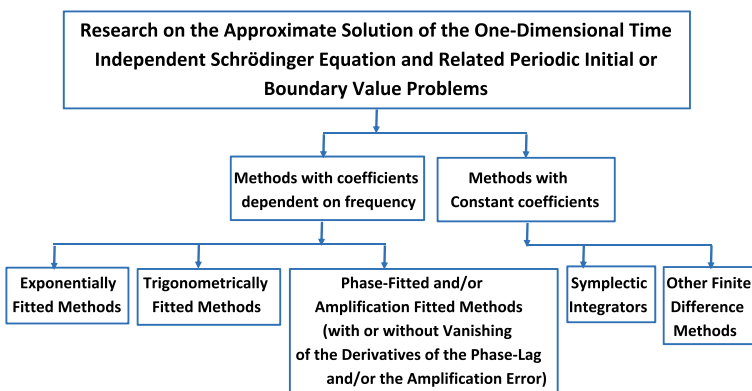 Research on the Approximate Solution of the One-Dimensional Time
Independent Schrödinger Equation and Related Periodic Initial or
Boundary Value Problems
Methods with coefficients
dependent on frequency
Methods with
Constant coefficients
Exponentially
Fitted Methods
Trigonometrically
Fitted Methods
Phase-Fitted and/or
Amplification Fitted Methods
(with or without Vanishing
of the Derivatives of the Phase-Lag
and/or the Amplification Error)
Symplectic
Integrators
Other Finite
Difference
Methods